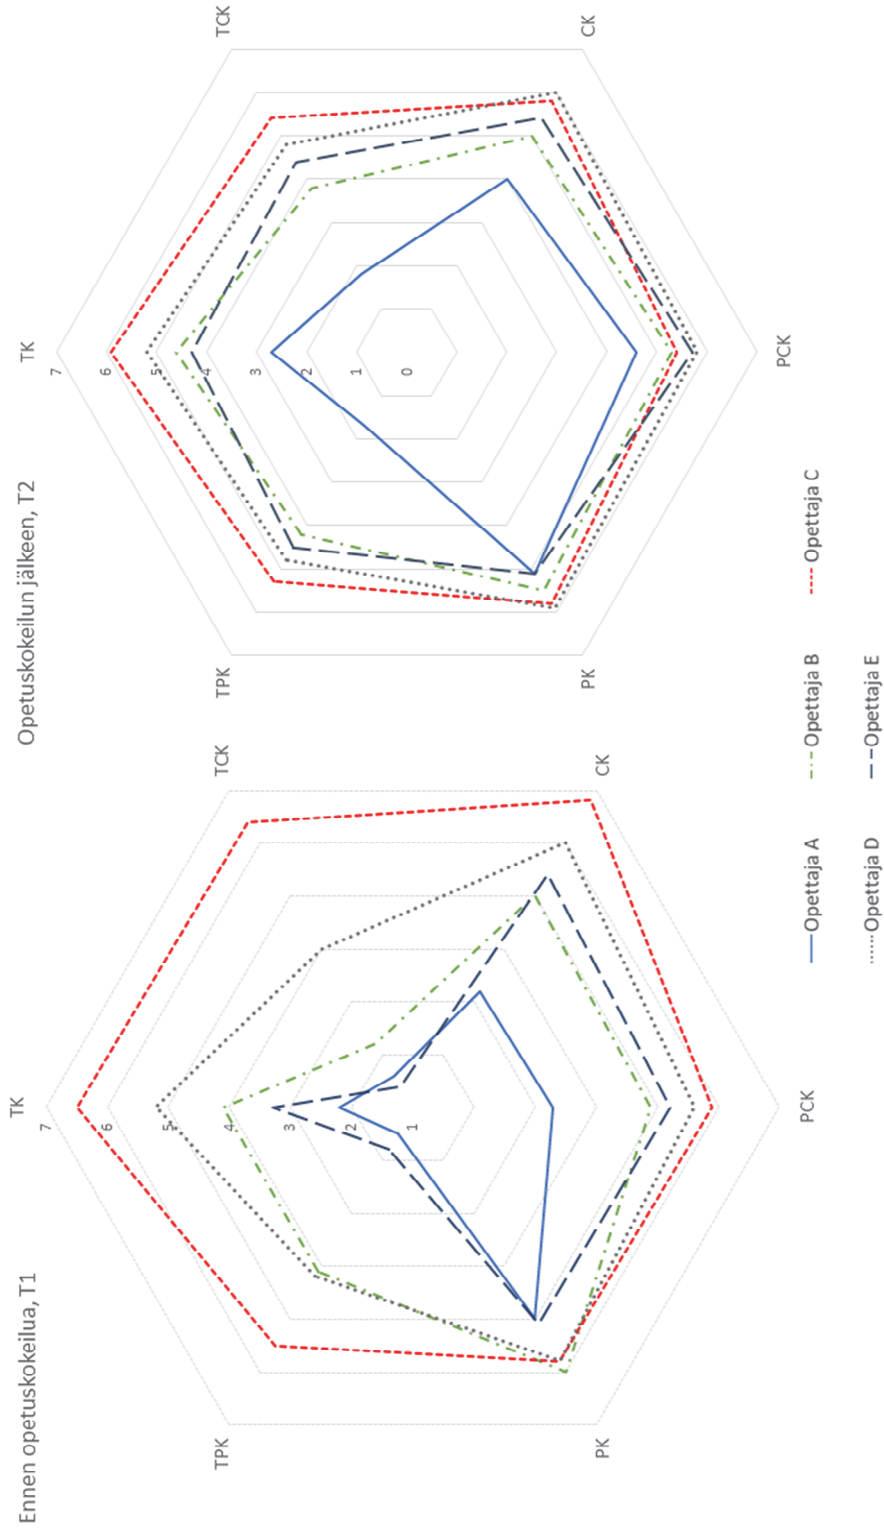 Ennen opetuskokeilua, T1
TK
7
6
5
4
3
2
1
TCK
CK
PCK
PK
TPK
Opetuskokeilun jälkeen, T2
TK
7
6
5
4
3
2
1
0
TCK
CK
PCK
PK
TPK
Opettaja A
Opettaja B
Opettaja C
Opettaja D
Opettaja E